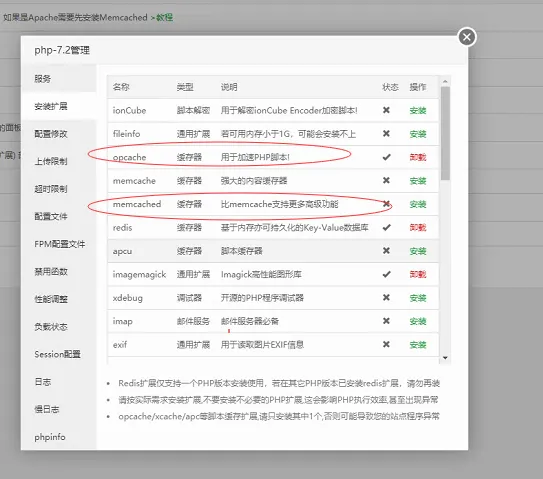 如果是Apache需要先安装Memcached >教程
php-7.2管理
服务
安装扩展
配置修改
上传限制
超时限制
配置文件
FPM配置文件
禁用函数
性能调整
负载状态
Session配置
日志
慢日志
phpinfo
名称 类型 说明 状态 操作
ionCube 脚本解密 用于解密ionCube Encoder加密脚本! 安装
fileinfo 通用扩展 若可用内存小于1G，可能会安装不上 安装
opcache 缓存器 用于加速PHP脚本! 卸载
memcache 缓存器 强大的内容缓存器 安装
memcached 缓存器 比memcache支持更多高级功能 安装
redis 缓存器 基于内存亦可持久化的Key-Value数据库 卸载
apcu 缓存器 脚本缓存器 安装
imagemagick 通用扩展 Imagick高性能图形库 卸载
xdebug 调试器 开源的PHP程序调试器 安装
imap 邮件服务 邮件服务器必备 安装
exif 通用扩展 用于读取图片EXIF信息 安装
Redis扩展仅支持一个PHP版本安装使用，若在其它PHP版本已安装redis扩展，请勿再装
请按实际需求安装扩展,不要安装不必要的PHP扩展,这会影响PHP执行效率,甚至出现异常
opcache/xcache/apc等脚本缓存扩展,请只安装其中1个,否则可能导致您的站点程序异常
的面板
扩展)